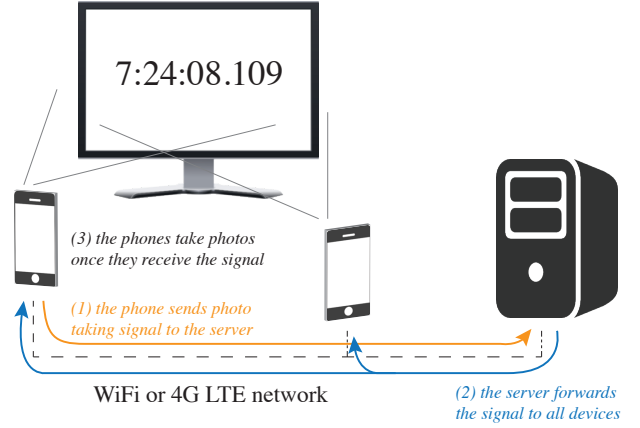 7:24:08.109
(3) the phones take photos
once they receive the signal
(1) the phone sends photo
taking signal to the server
WiFi or 4G LTE network
(2) the server forwards
the signal to all devices